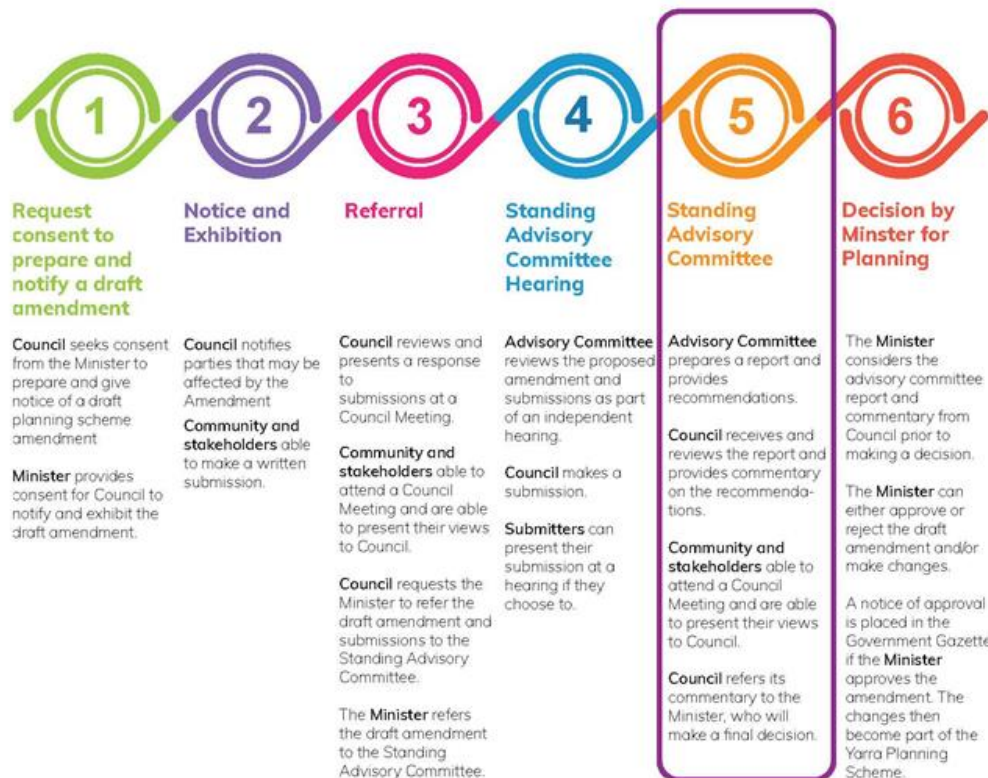 1
Request
consent to
prepare and
notify a draft
amendment
Council seeks consent
from the Minister to
prepare and give
notice of a draft
planning scheme
amendment
Minister provides
consent for Council to
notify and exhibit the
draft amendment.
2
Notice and
Exhibition
Council notifies
parties that may be
affected by the
Amendment
Community and
stakeholders able
to make a written
submission.
3
Referral
Council reviews and
presents a response
to
submissions at a
Council Meeting.
Community and
stakeholders able to
attend a Council
Meeting and are able
to present their views
to Council.
Council requests the
Minister to refer the
draft amendment and
submissions to the
Standing Advisory
Committee.
The Minister refers
the draft amendment
to the Standing
Advisory Committee.
4
Standing
Advisory
Committee
Hearing
Advisory Committee
reviews the proposed
amendment and
submissions as part
of an independent
hearing.
Council makes a
submission.
Submitters can
present their
submission at a
hearing if they
choose to.
5
Standing
Advisory
Committee
Advisory Committee
prepares a report and
provides
recommendations.
Council receives and
reviews the report and
provides commentary
on the recommenda-
tions.
Community and
stakeholders able to
attend a Council
Meeting and are able
to present their views
to Council.
Council refers its
commentary to the
Minister, who will
make a final decision.
6
Decision by
Minster for
Planning
The Minister
considers the
advisory committee
report and
commentary from
Council prior to
making a decision.
The Minister can
either approve or
reject the draft
amendment and/or
make changes.
A notice of approval
is placed in the
Government Gazette
if the Minister
approves the
amendment. The
changes then
become part of the
Yarra Planning
Scheme.